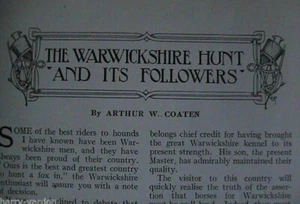 THE WARWICKSHIRE HUNT
AND ITS FOLLOWERS
By ARTHUR W. COATEN
SOME of the best riders to hounds
I have known have been War-
wickshire men, and they have
always been proud of their country.
Ours is the best and greatest country
to hunt a fox in," the Warwickshire
enthusiast will assure you with a note
of decision,
to debate that
belongs chief credit for having brought
the great Warwickshire kennel to its
present strength. His son, the present
Master, has admirably maintained their
quality.
The visitor to this country will
quickly realise the truth of the asser-
tion that horses for Warwickshire